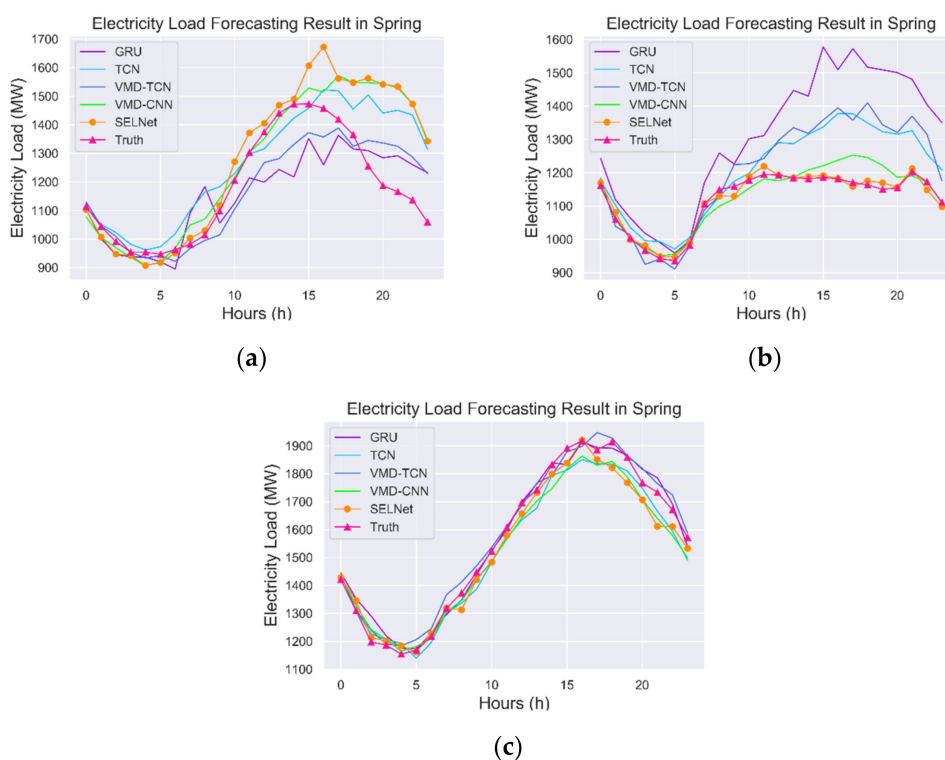 Electricity Load Forecasting Result in Spring
1700
1600
1500
1400
1300
1200
1100
1000
900
Electricity Load (MW)
GRU
TCN
VMD-TCN
VMD-CNN
SELNet
Truth
0 5 10 15 20
Hours (h)
(a)
Electricity Load Forecasting Result in Spring
1600
1500
1400
1300
1200
1100
1000
900
Electricity Load (MW)
GRU
TCN
VMD-TCN
VMD-CNN
SELNet
Truth
0 5 10 15 20
Hours (h)
(b)
Electricity Load Forecasting Result in Spring
1900
1800
1700
1600
1500
1400
1300
1200
1100
Electricity Load (MW)
GRU
TCN
VMD-TCN
VMD-CNN
SELNet
Truth
0 5 10 15 20
Hours (h)
(c)